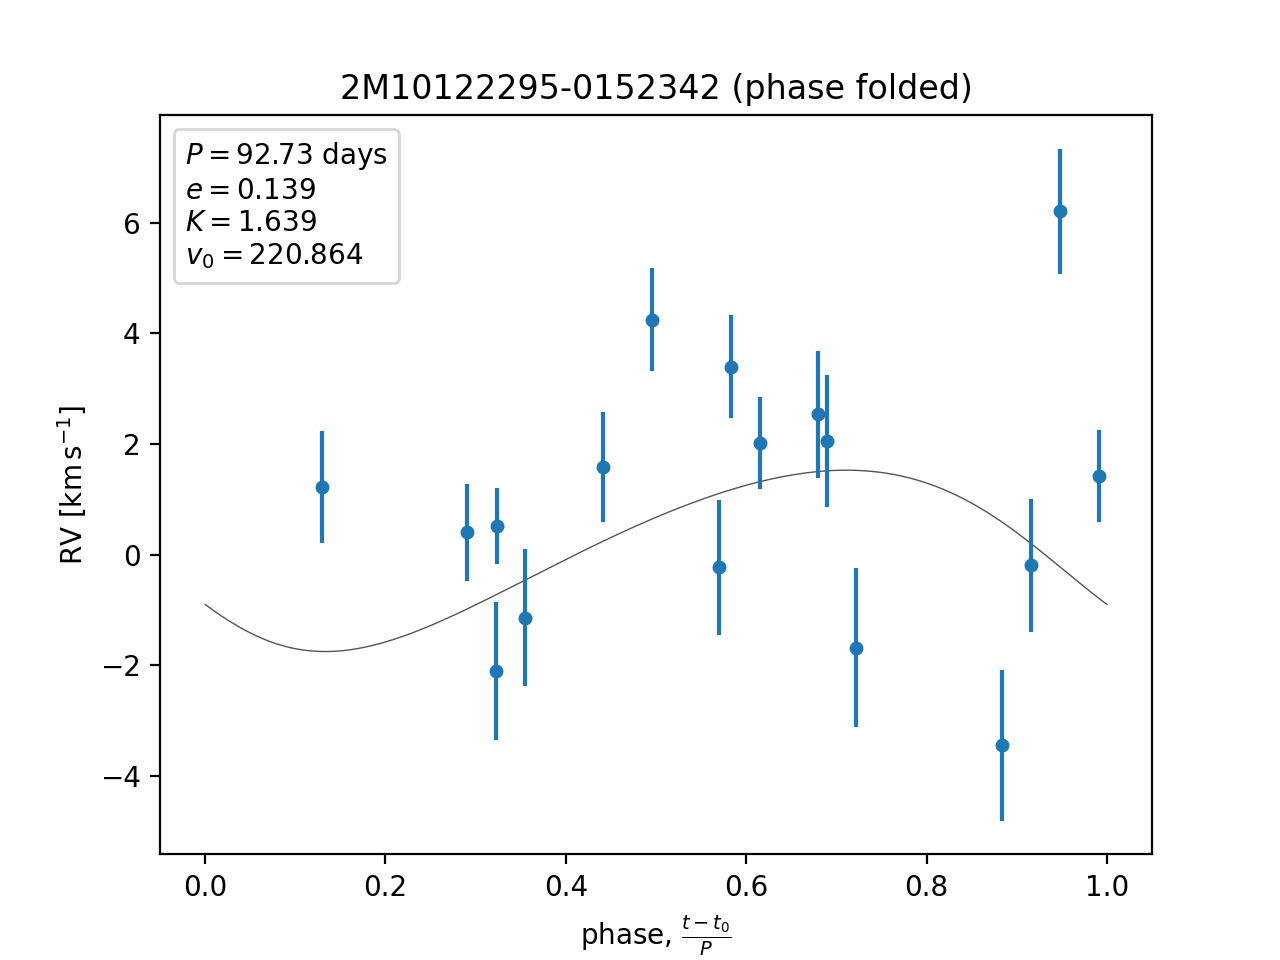 2M10122295-0152342 (phase folded)
P = 92.73 days
e = 0.139
K = 1.639
v₀ = 220.864
6
4
2
0
−2
−4
RV [km s⁻¹]
0.0 0.2 0.4 0.6 0.8 1.0
phase, (t − t₀)/P